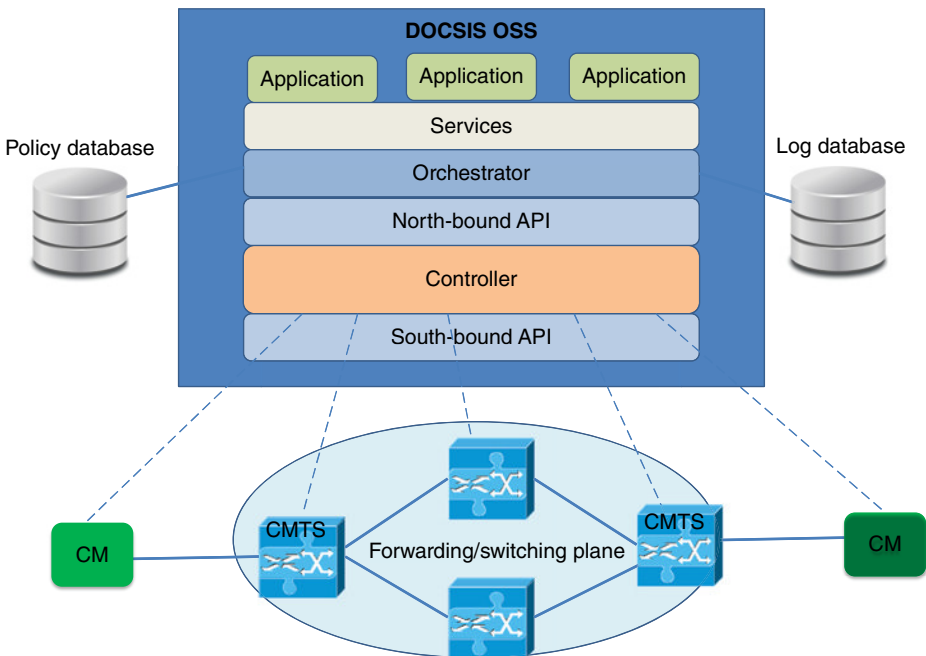 DOCSIS OSS
Application
Application
Application
Services
Policy database
Log database
Orchestrator
North-bound API
Controller
South-bound API
CMTS
CMTS
CM
Forwarding/switching plane
CM